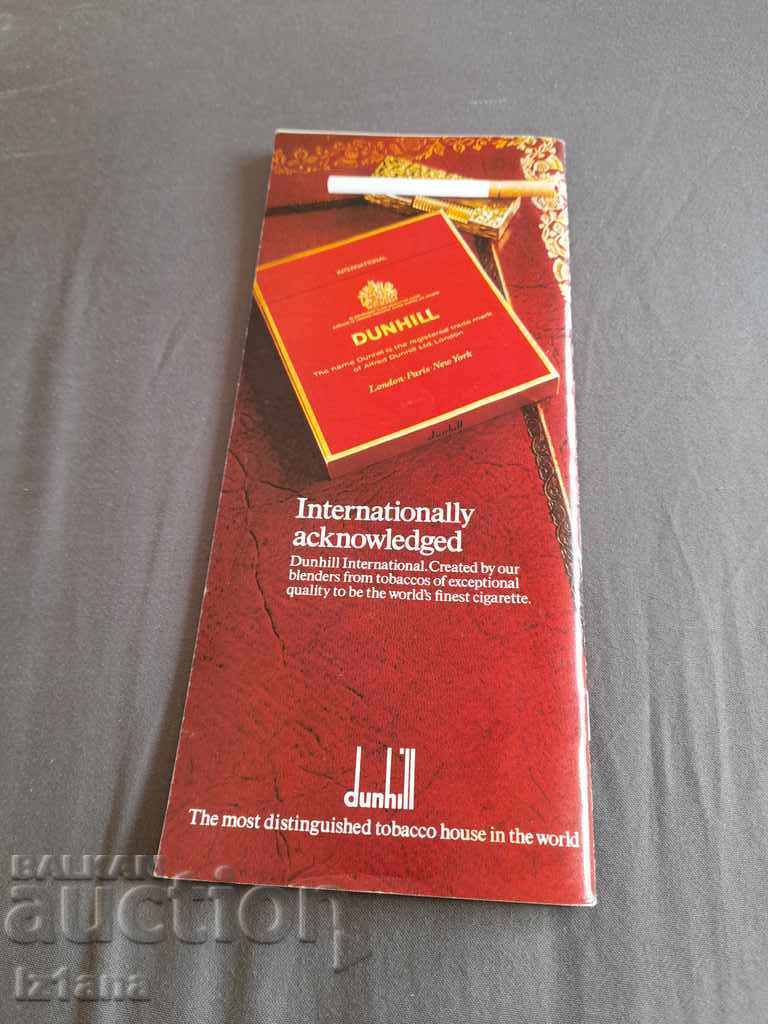 INTERNATIONAL
DUNHILL
The name Dunhill is the registered trade mark
of Alfred Dunhill Ltd. London
London·Paris·New York
dunhill
Internationally
acknowledged
Dunhill International. Created by our
blenders from tobaccos of exceptional
quality to be the world's finest cigarette.
dunhill
The most distinguished tobacco house in the world
BALKAN
auction
iz1ana